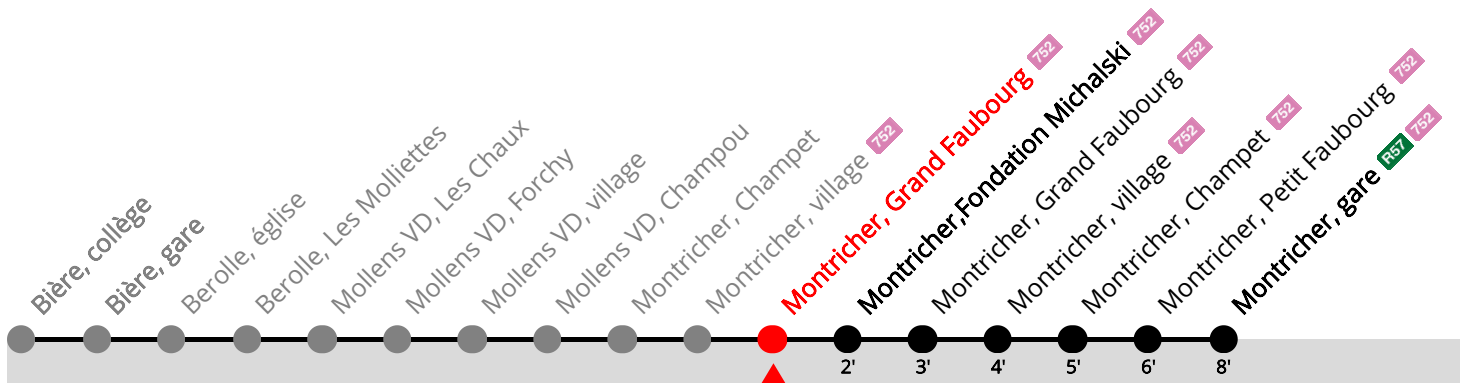 Bière, collège
Bière, gare
Berolle, église
Berolle, Les Molliettes
Mollens VD, Les Chaux
Mollens VD, Forchy
Mollens VD, village
Mollens VD, Champou
Montricher, Champet
Montricher, village 752
Montricher, Grand Faubourg 752
Montricher,Fondation Michalski 752
Montricher, Grand Faubourg 752
Montricher, village 752
Montricher, Champet 752
Montricher, Petit Faubourg 752
Montricher, gare R57 752
2' 3' 4' 5' 6' 8'